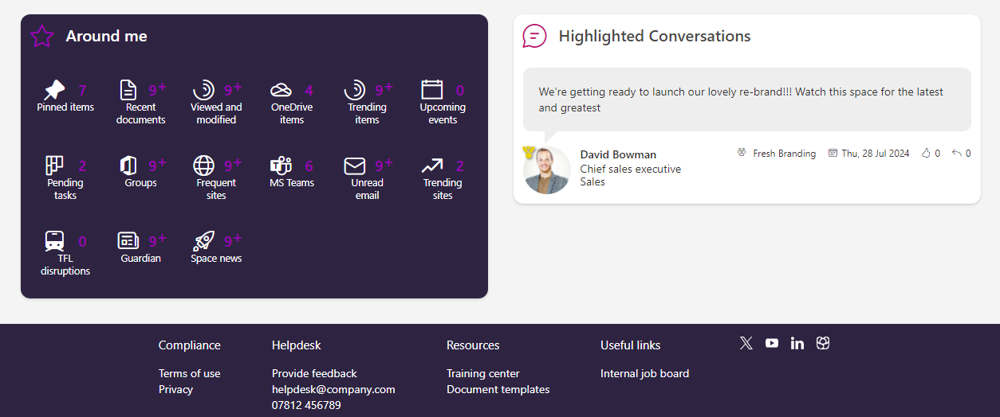 Around me
7
Pinned items
9+
Recent
documents
9+
Viewed and
modified
4
OneDrive
items
9+
Trending
items
0
Upcoming
events
2
Pending
tasks
9+
Groups
9+
Frequent
sites
6
MS Teams
9+
Unread
email
2
Trending
sites
0
TFL
disruptions
9+
Guardian
9+
Space news
Highlighted Conversations
We're getting ready to launch our lovely re-brand!!! Watch this space for the latest
and greatest
David Bowman
Chief sales executive
Sales
Fresh Branding
Thu, 28 Jul 2024
0
0
Compliance
Terms of use
Privacy
Helpdesk
Provide feedback
helpdesk@company.com
07812 456789
Resources
Training center
Document templates
Useful links
Internal job board